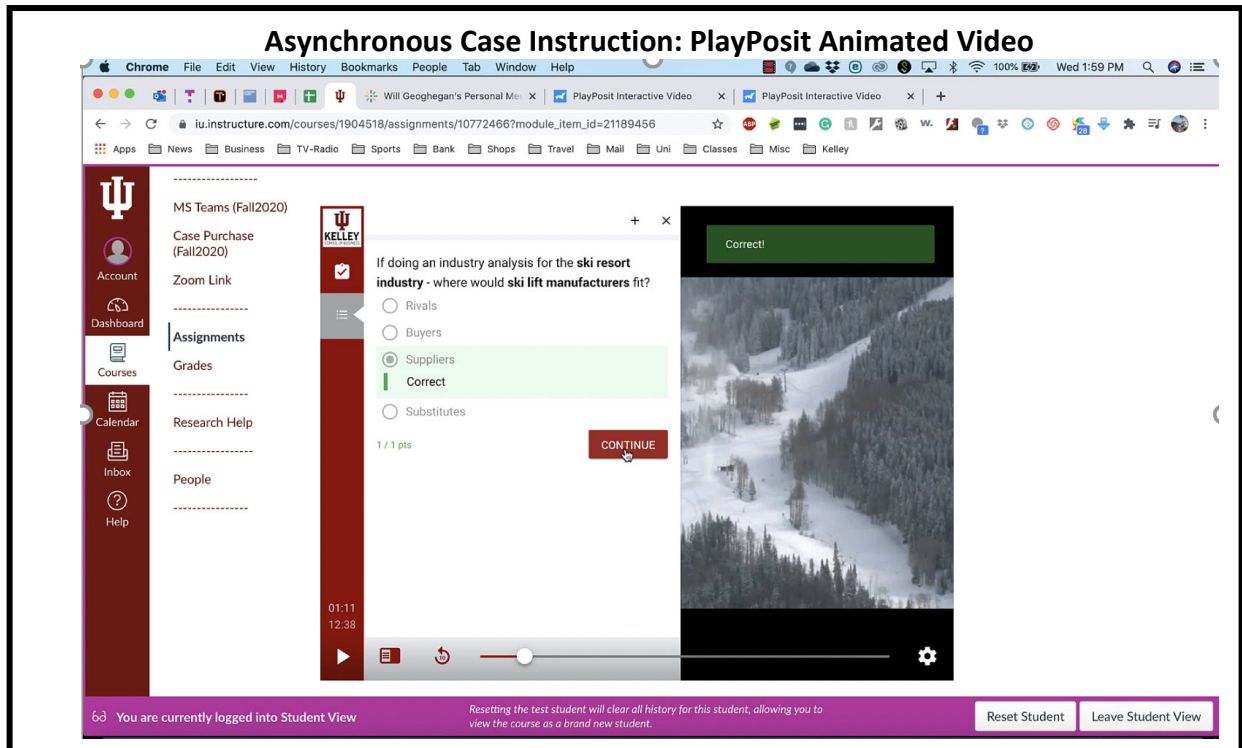 Asynchronous Case Instruction: PlayPosit Animated Video
Chrome File Edit View History Bookmarks People Tab Window Help 100% Wed 1:59 PM
Will Geoghegan's Personal Me PlayPosit Interactive Video PlayPosit Interactive Video
iu.instructure.com/courses/1904518/assignments/10772466?module_item_id=21189456
Apps News Business TV-Radio Sports Bank Shops Travel Mail Uni Classes Misc Kelley
Account
Dashboard
Courses
Calendar
Inbox
Help
-----------------
MS Teams (Fall2020)
Case Purchase
(Fall2020)
Zoom Link
---------------
Assignments
Grades
---------------
Research Help
----------------
People
---------------
KELLEY
If doing an industry analysis for the ski resort
industry - where would ski lift manufacturers fit?
Rivals
Buyers
Suppliers
Correct
Substitutes
1 / 1 pts
CONTINUE
Correct!
01:11
12:38
10
You are currently logged into Student View
Resetting the test student will clear all history for this student, allowing you to
view the course as a brand new student.
Reset Student
Leave Student View